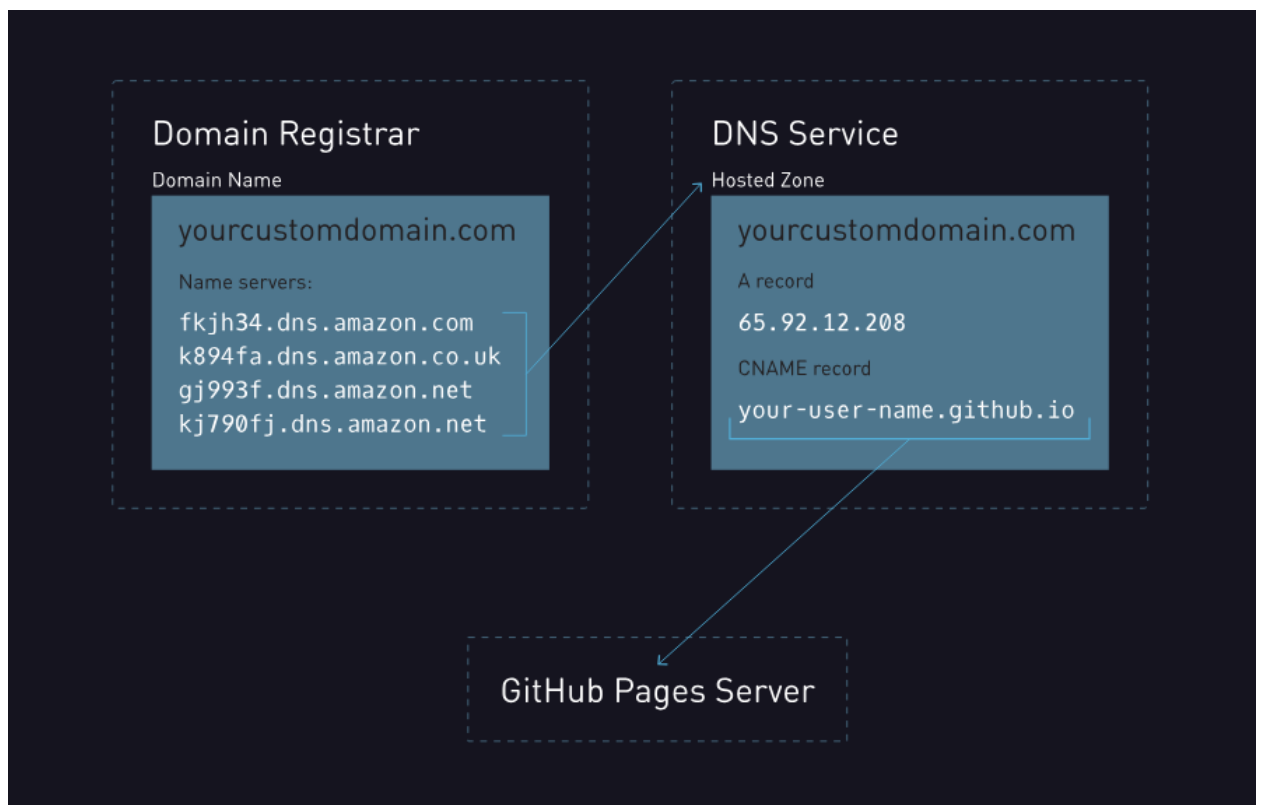 Domain Registrar
Domain Name
yourcustomdomain.com
Name servers:
fkjh34.dns.amazon.com
k894fa.dns.amazon.co.uk
gj993f.dns.amazon.net
kj790fj.dns.amazon.net
DNS Service
Hosted Zone
yourcustomdomain.com
A record
65.92.12.208
CNAME record
your-user-name.github.io
GitHub Pages Server